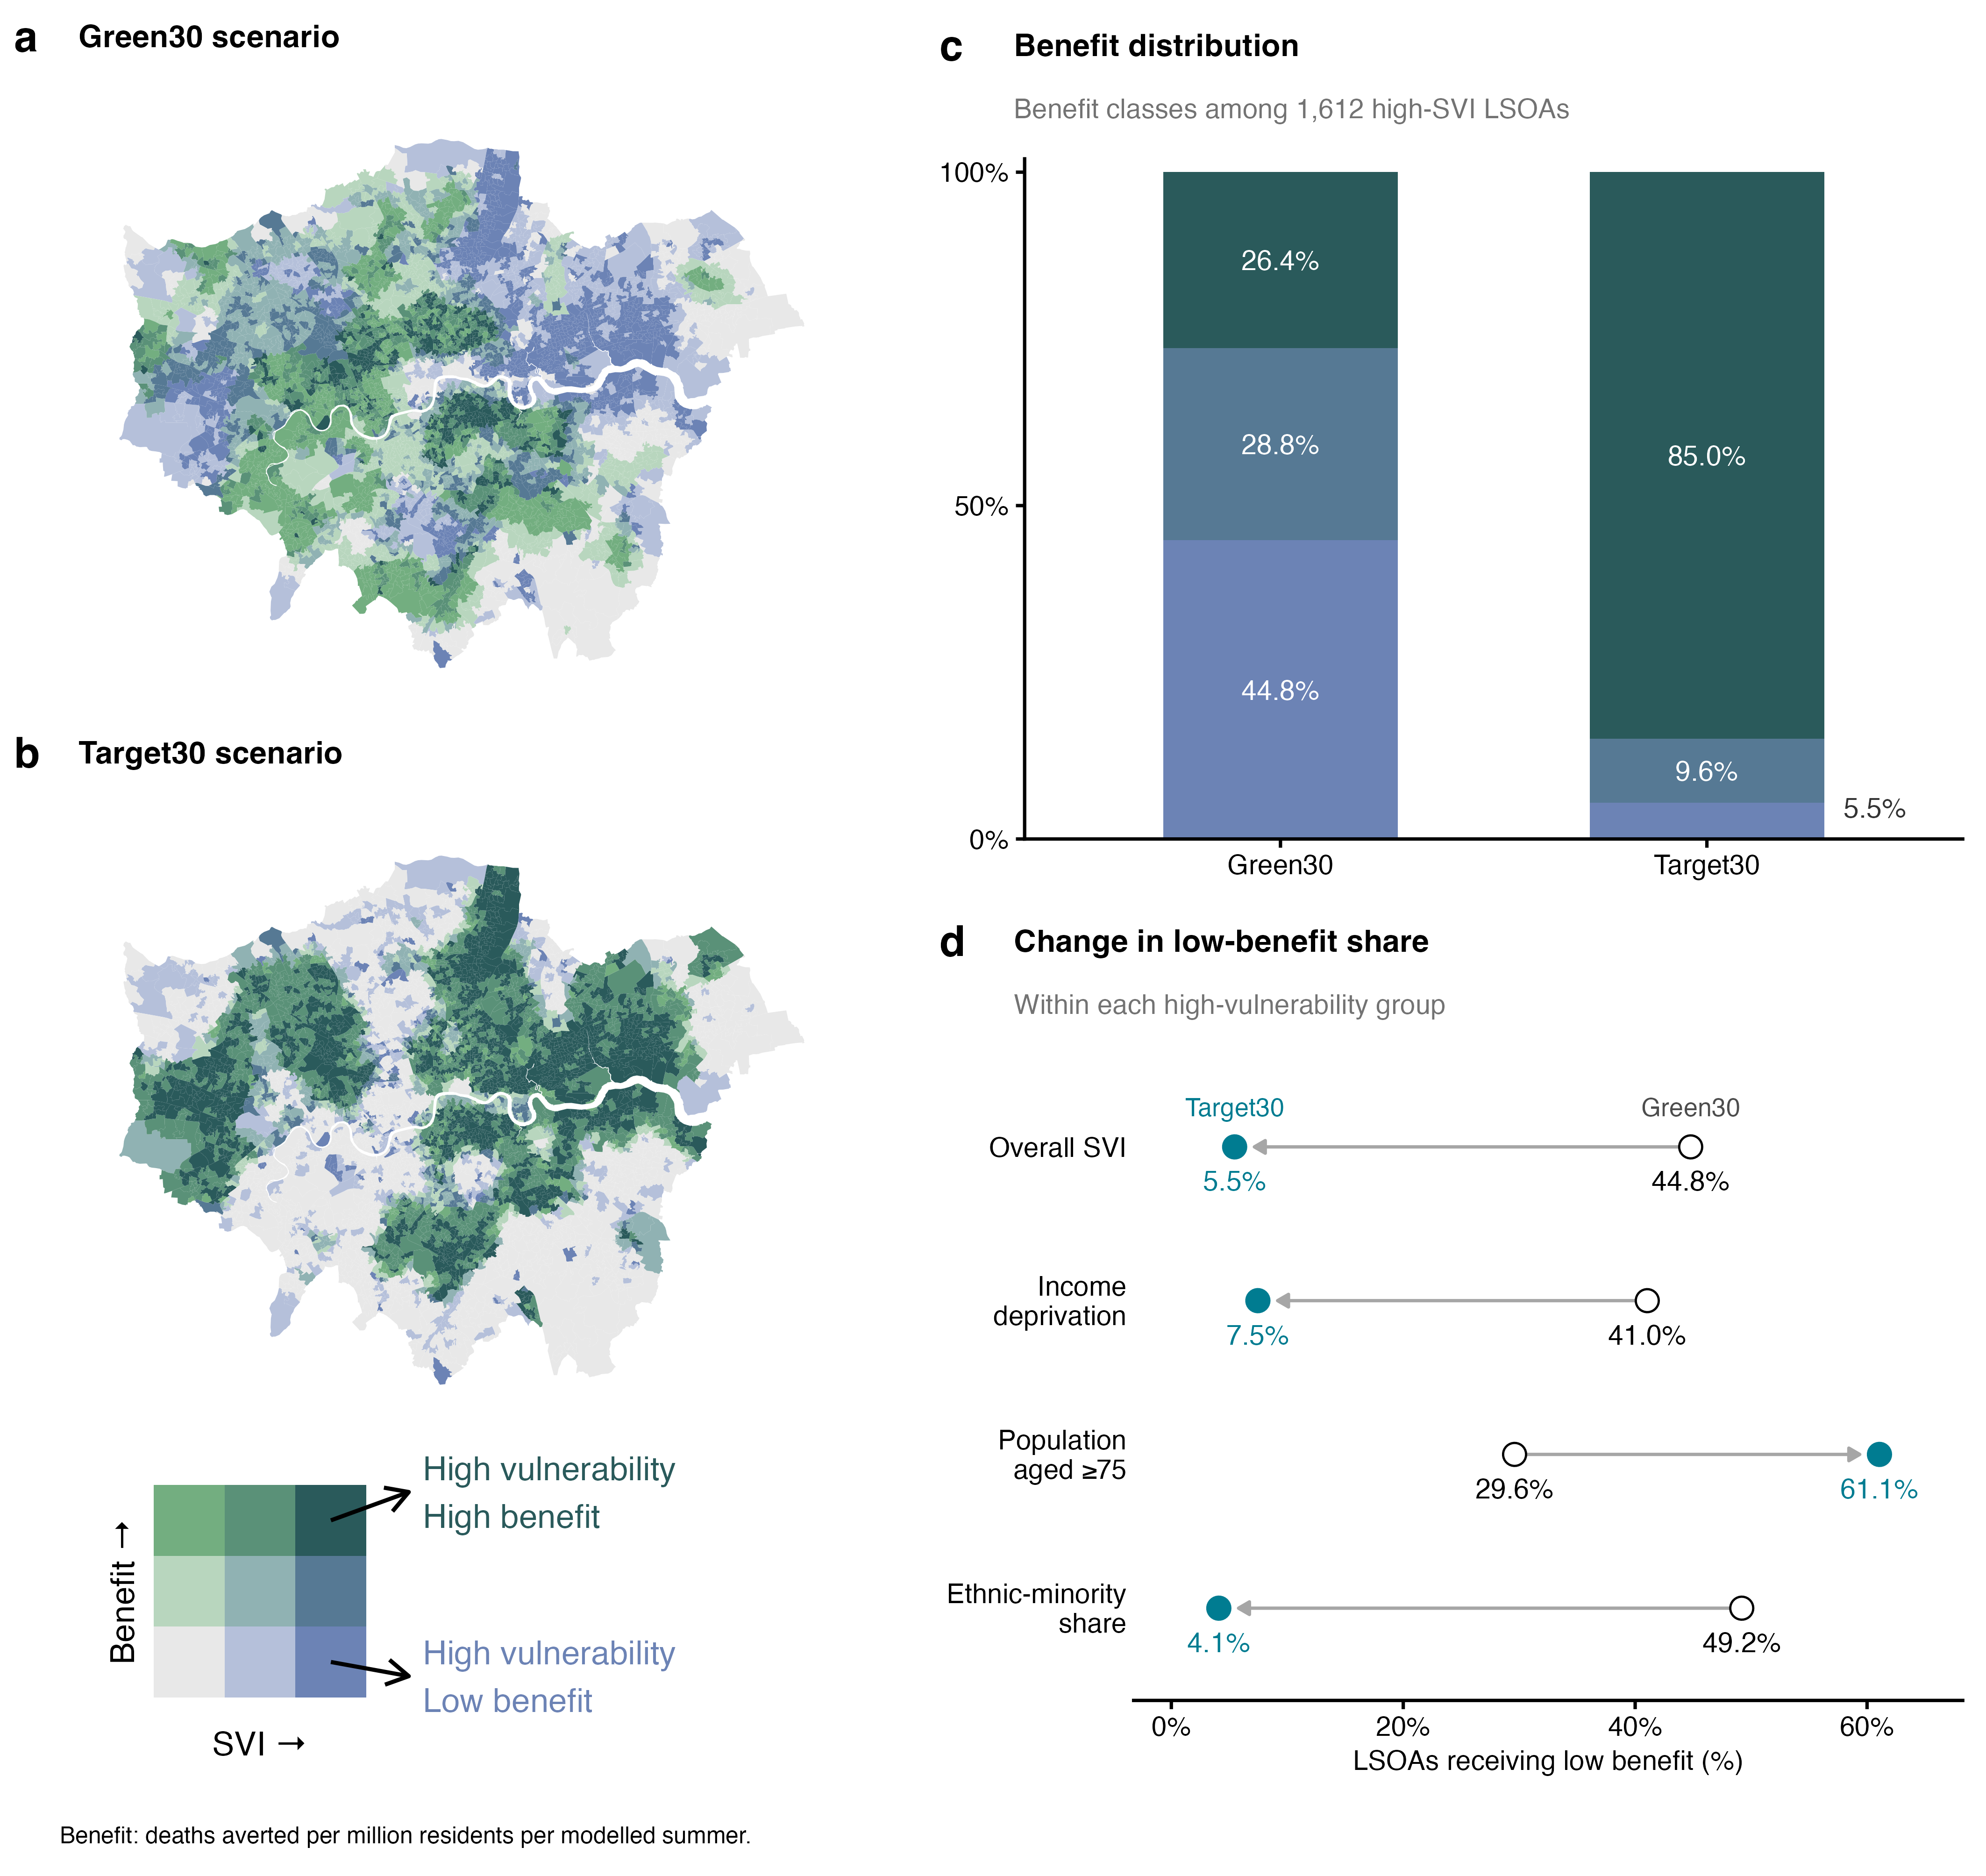 a Green30 scenario
b Target30 scenario
Benefit →
SVI →
High vulnerability
High benefit
High vulnerability
Low benefit
Benefit: deaths averted per million residents per modelled summer.
c Benefit distribution
Benefit classes among 1,612 high-SVI LSOAs
100%
50%
0%
26.4%
28.8%
44.8%
85.0%
9.6%
5.5%
Green30
Target30
d Change in low-benefit share
Within each high-vulnerability group
Target30
Green30
Overall SVI
5.5%
44.8%
Income
deprivation
7.5%
41.0%
Population
aged ≥75
29.6%
61.1%
Ethnic-minority
share
4.1%
49.2%
0%
20%
40%
60%
LSOAs receiving low benefit (%)